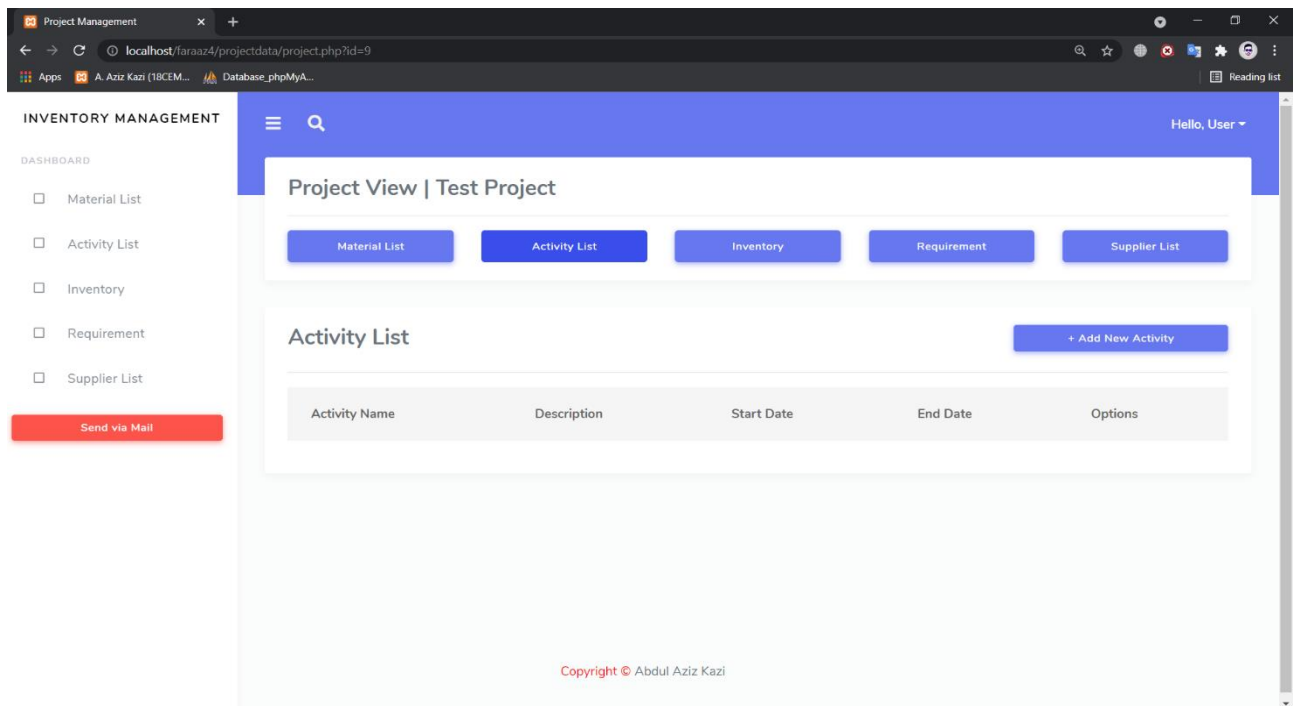 Project Management
localhost/faraaz4/projectdata/project.php?id=9
Apps A. Aziz Kazi (18CEM... Database_phpMyA... Reading list
INVENTORY MANAGEMENT
Hello, User
DASHBOARD
Material List
Activity List
Inventory
Requirement
Supplier List
Send via Mail
Project View | Test Project
Material List Activity List Inventory Requirement Supplier List
Activity List
+ Add New Activity
Activity Name Description Start Date End Date Options
Copyright © Abdul Aziz Kazi